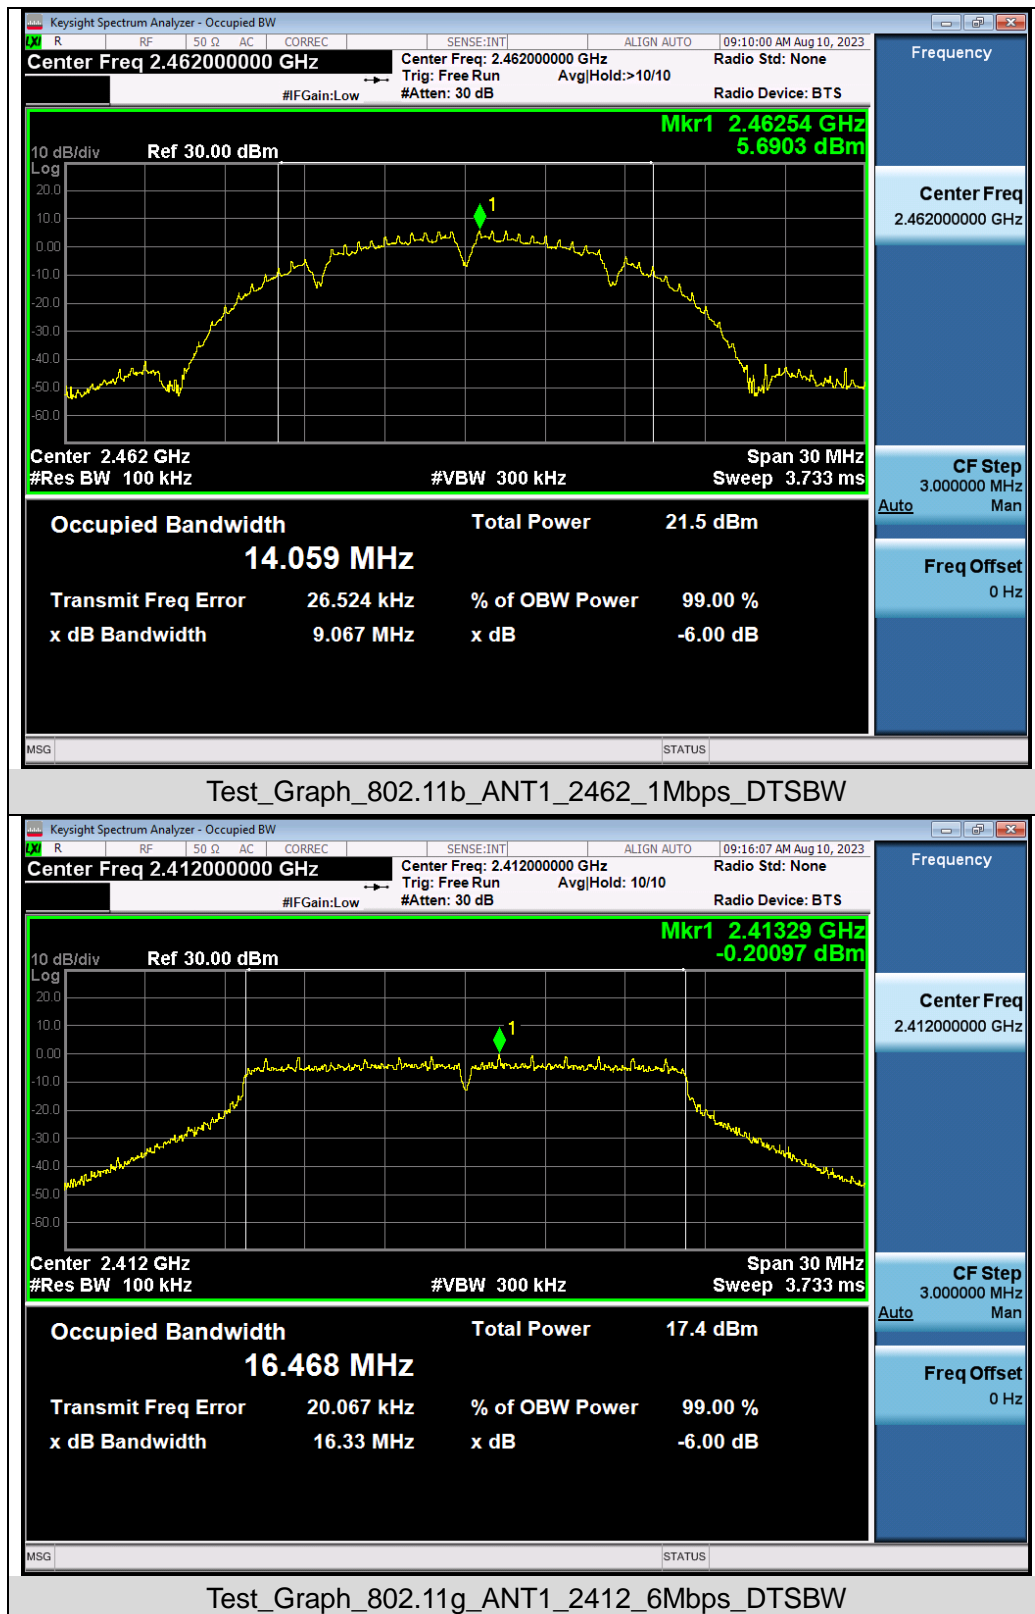 Keysight Spectrum Analyzer - Occupied BW
LXI R RF 50 Ω AC CORREC SENSE:INT ALIGN AUTO 09:10:00 AM Aug 10, 2023
Center Freq 2.462000000 GHz Center Freq: 2.462000000 GHz Radio Std: None
Trig: Free Run Avg|Hold:>10/10
#IFGain:Low #Atten: 30 dB Radio Device: BTS
Frequency
Mkr1 2.46254 GHz
5.6903 dBm
10 dB/div Ref 30.00 dBm
Log
20.0
10.0
0.00
-10.0
-20.0
-30.0
-40.0
-50.0
-60.0
1
Center 2.462 GHz Span 30 MHz
#Res BW 100 kHz #VBW 300 kHz Sweep 3.733 ms
Center Freq
2.462000000 GHz
CF Step
3.000000 MHz
Auto Man
Freq Offset
0 Hz
Occupied Bandwidth Total Power 21.5 dBm
14.059 MHz
Transmit Freq Error 26.524 kHz % of OBW Power 99.00 %
x dB Bandwidth 9.067 MHz x dB -6.00 dB
MSG STATUS
Test_Graph_802.11b_ANT1_2462_1Mbps_DTSBW
Keysight Spectrum Analyzer - Occupied BW
LXI R RF 50 Ω AC CORREC SENSE:INT ALIGN AUTO 09:16:07 AM Aug 10, 2023
Center Freq 2.412000000 GHz Center Freq: 2.412000000 GHz Radio Std: None
Trig: Free Run Avg|Hold: 10/10
#IFGain:Low #Atten: 30 dB Radio Device: BTS
Frequency
Mkr1 2.41329 GHz
-0.20097 dBm
10 dB/div Ref 30.00 dBm
Log
20.0
10.0
0.00
-10.0
-20.0
-30.0
-40.0
-50.0
-60.0
1
Center 2.412 GHz Span 30 MHz
#Res BW 100 kHz #VBW 300 kHz Sweep 3.733 ms
Center Freq
2.412000000 GHz
CF Step
3.000000 MHz
Auto Man
Freq Offset
0 Hz
Occupied Bandwidth Total Power 17.4 dBm
16.468 MHz
Transmit Freq Error 20.067 kHz % of OBW Power 99.00 %
x dB Bandwidth 16.33 MHz x dB -6.00 dB
MSG STATUS
Test_Graph_802.11g_ANT1_2412_6Mbps_DTSBW